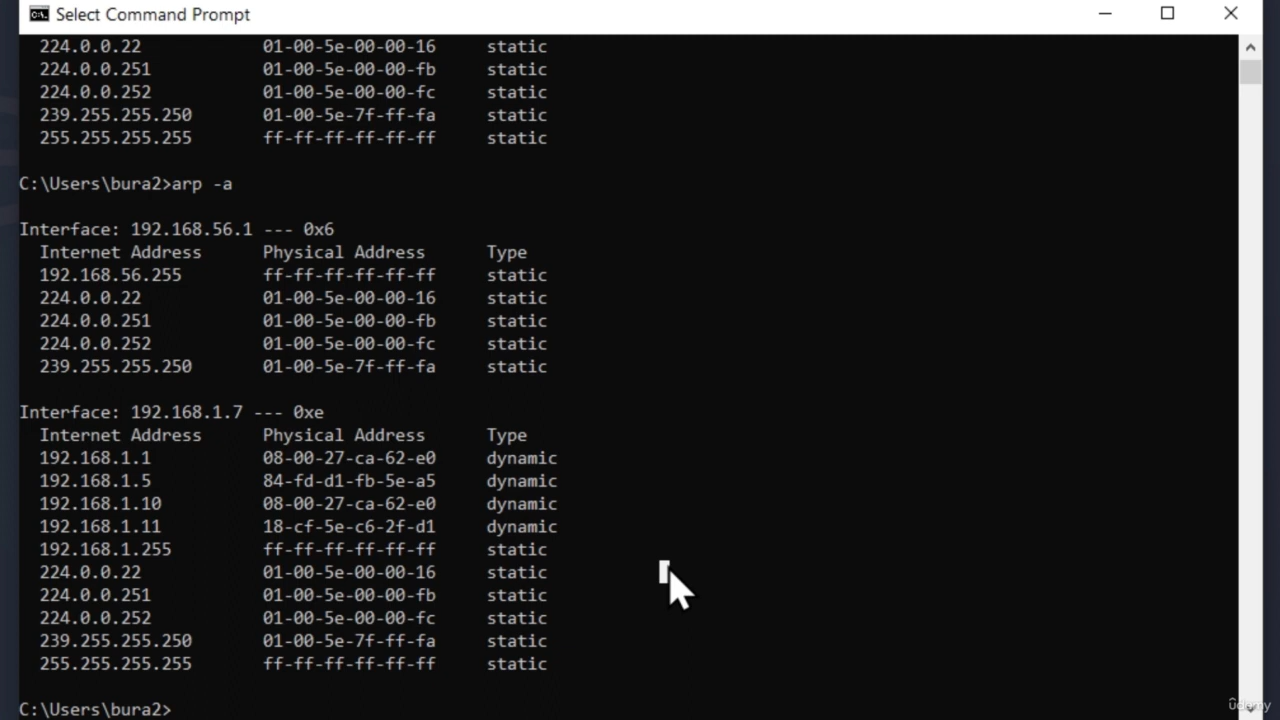 Select Command Prompt
224.0.0.22 01-00-5e-00-00-16 static
224.0.0.251 01-00-5e-00-00-fb static
224.0.0.252 01-00-5e-00-00-fc static
239.255.255.250 01-00-5e-7f-ff-fa static
255.255.255.255 ff-ff-ff-ff-ff-ff static
C:\Users\bura2>arp -a
Interface: 192.168.56.1 --- 0x6
Internet Address Physical Address Type
192.168.56.255 ff-ff-ff-ff-ff-ff static
224.0.0.22 01-00-5e-00-00-16 static
224.0.0.251 01-00-5e-00-00-fb static
224.0.0.252 01-00-5e-00-00-fc static
239.255.255.250 01-00-5e-7f-ff-fa static
Interface: 192.168.1.7 --- 0xe
Internet Address Physical Address Type
192.168.1.1 08-00-27-ca-62-e0 dynamic
192.168.1.5 84-fd-d1-fb-5e-a5 dynamic
192.168.1.10 08-00-27-ca-62-e0 dynamic
192.168.1.11 18-cf-5e-c6-2f-d1 dynamic
192.168.1.255 ff-ff-ff-ff-ff-ff static
224.0.0.22 01-00-5e-00-00-16 static
224.0.0.251 01-00-5e-00-00-fb static
224.0.0.252 01-00-5e-00-00-fc static
239.255.255.250 01-00-5e-7f-ff-fa static
255.255.255.255 ff-ff-ff-ff-ff-ff static
C:\Users\bura2>
udemy